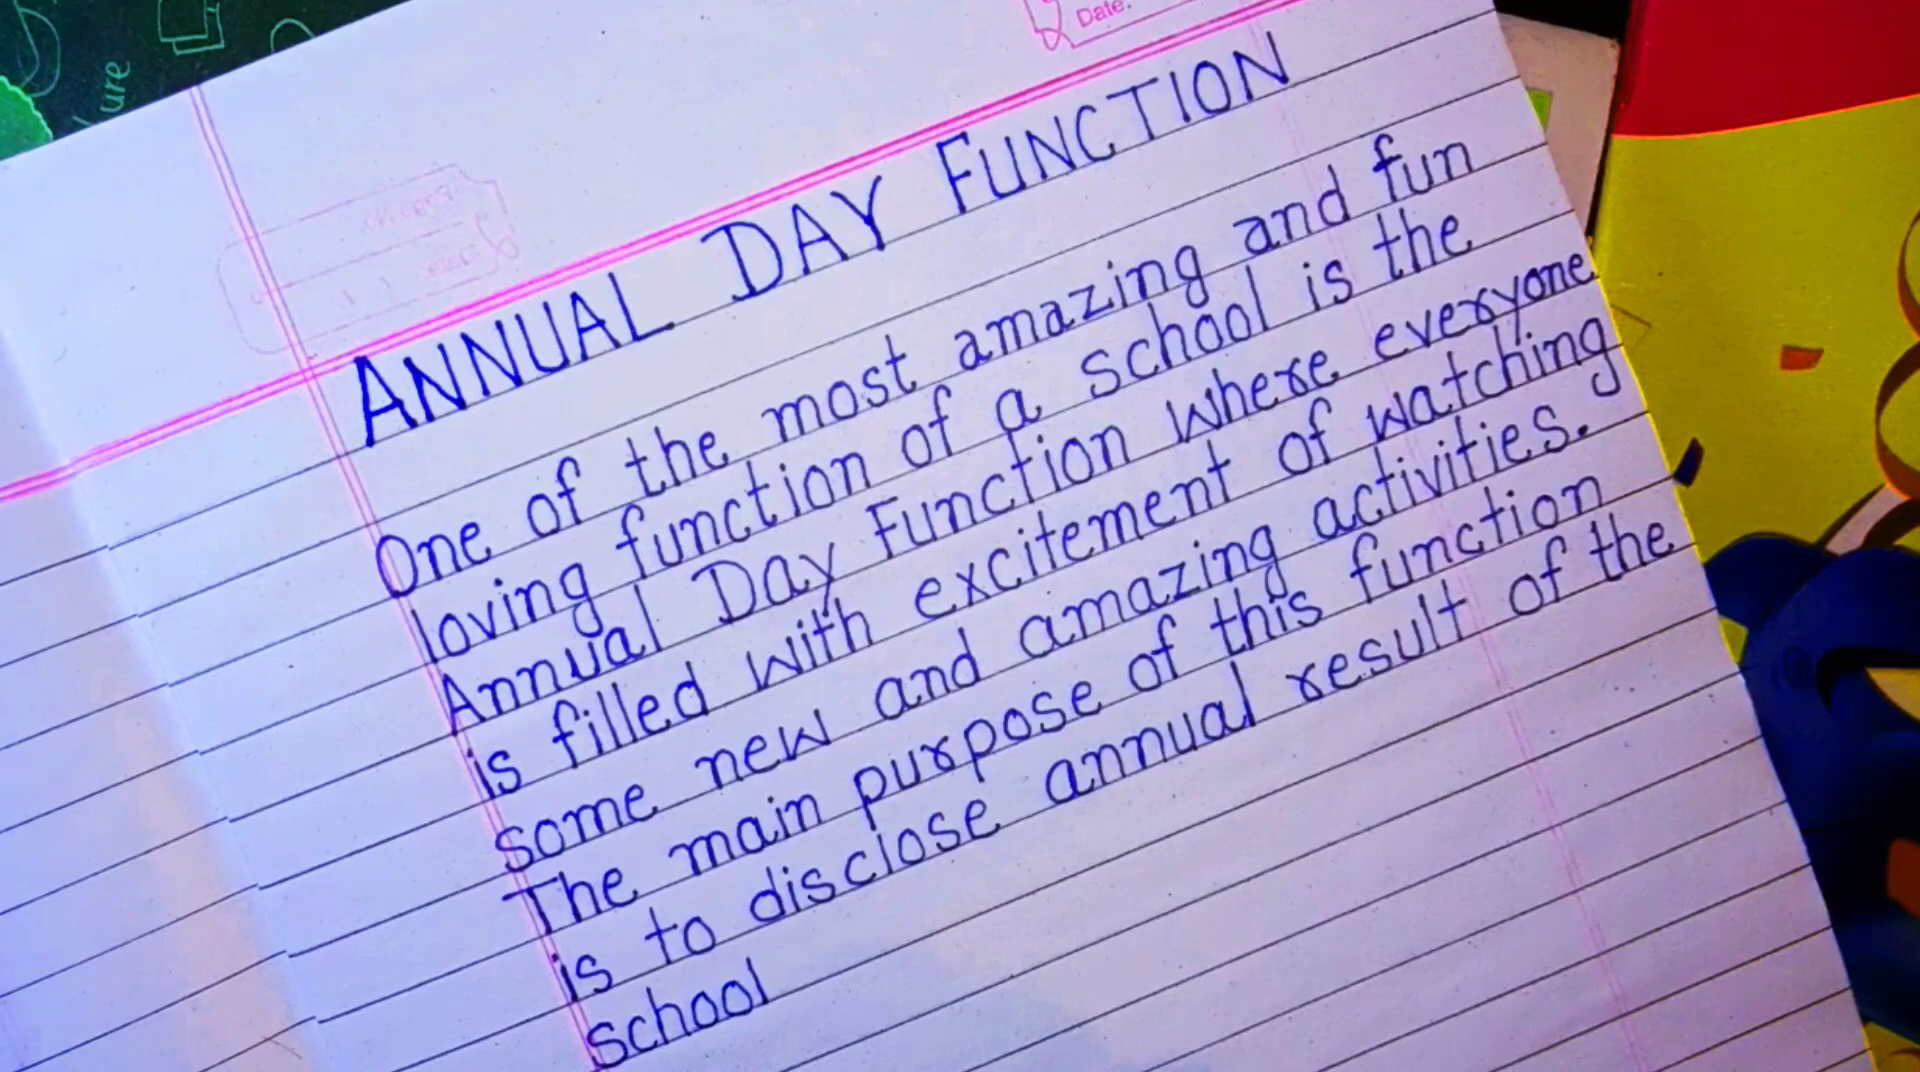 ure
Date.
ANNUAL DAY FUNCTION
One of the most amazing and fun
loving function of a school is the
Annual Day Function where everyone
is filled with excitement of watching
some new and amazing activities.
The main purpose of this function
is to disclose annual result of the
school